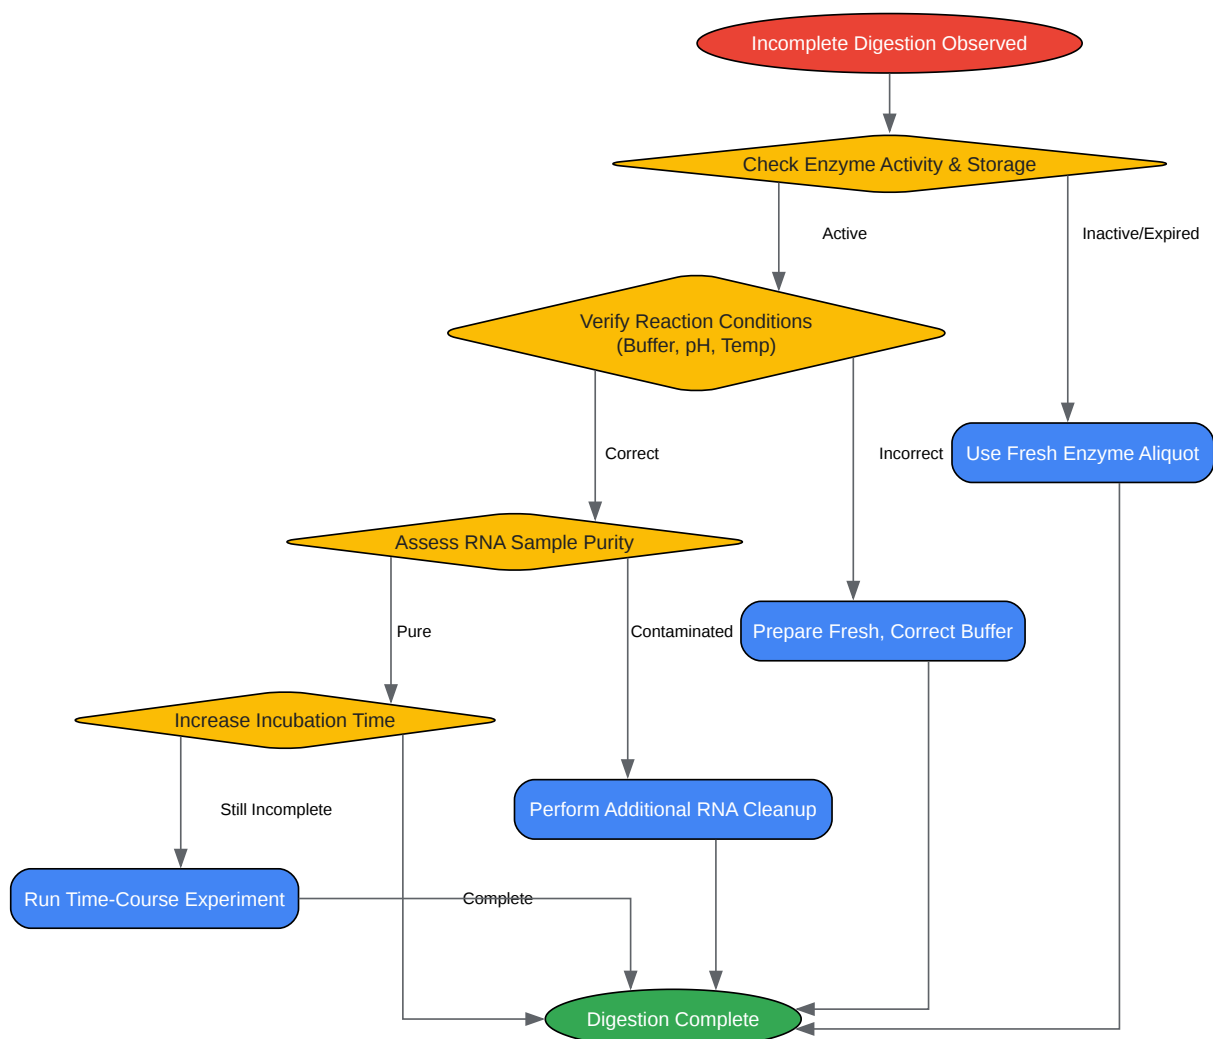 Incomplete Digestion Observed
Check Enzyme Activity & Storage
Active
Inactive/Expired
Verify Reaction Conditions
(Buffer, pH, Temp)
Correct
Incorrect
Use Fresh Enzyme Aliquot
Assess RNA Sample Purity
Pure
Contaminated
Prepare Fresh, Correct Buffer
Increase Incubation Time
Still Incomplete
Perform Additional RNA Cleanup
Run Time-Course Experiment
Complete
Digestion Complete